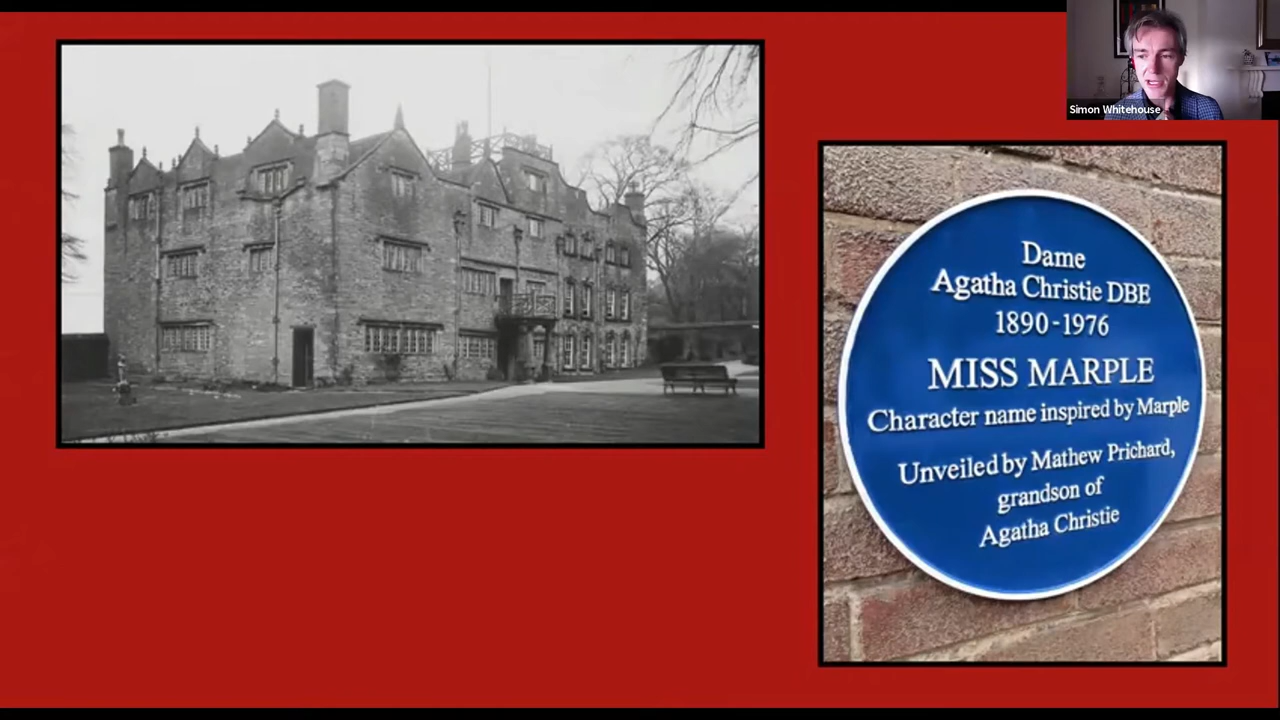 Simon Whitehouse
Dame
Agatha Christie DBE
1890-1976
MISS MARPLE
Character name inspired by Marple
Unveiled by Mathew Prichard,
grandson of
Agatha Christie